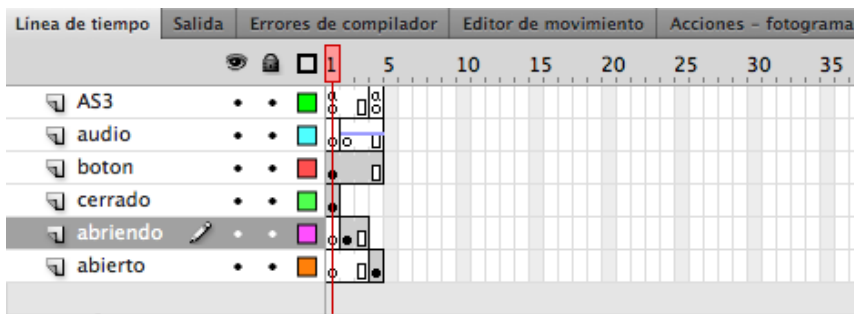 Línea de tiempo Salida Errores de compilador Editor de movimiento Acciones - fotograma
1 5 10 15 20 25 30 35
AS3 a a
audio
boton
cerrado
abriendo
abierto